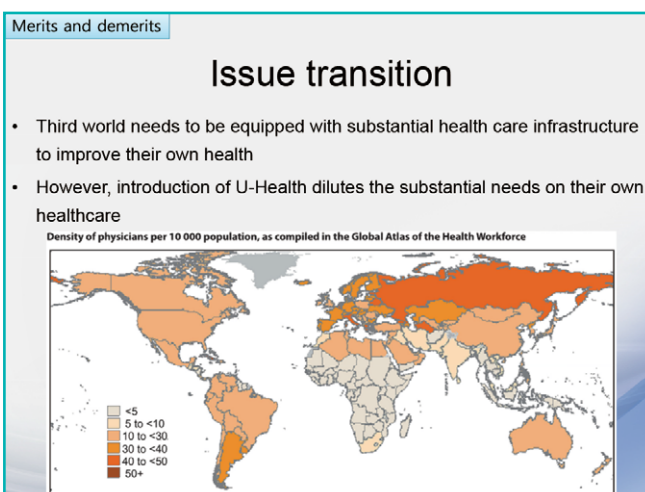 Merits and demerits
Issue transition
• Third world needs to be equipped with substantial health care infrastructure
to improve their own health
• However, introduction of U-Health dilutes the substantial needs on their own
healthcare
Density of physicians per 10 000 population, as compiled in the Global Atlas of the Health Workforce
<5
5 to <10
10 to <30
30 to <40
40 to <50
50+